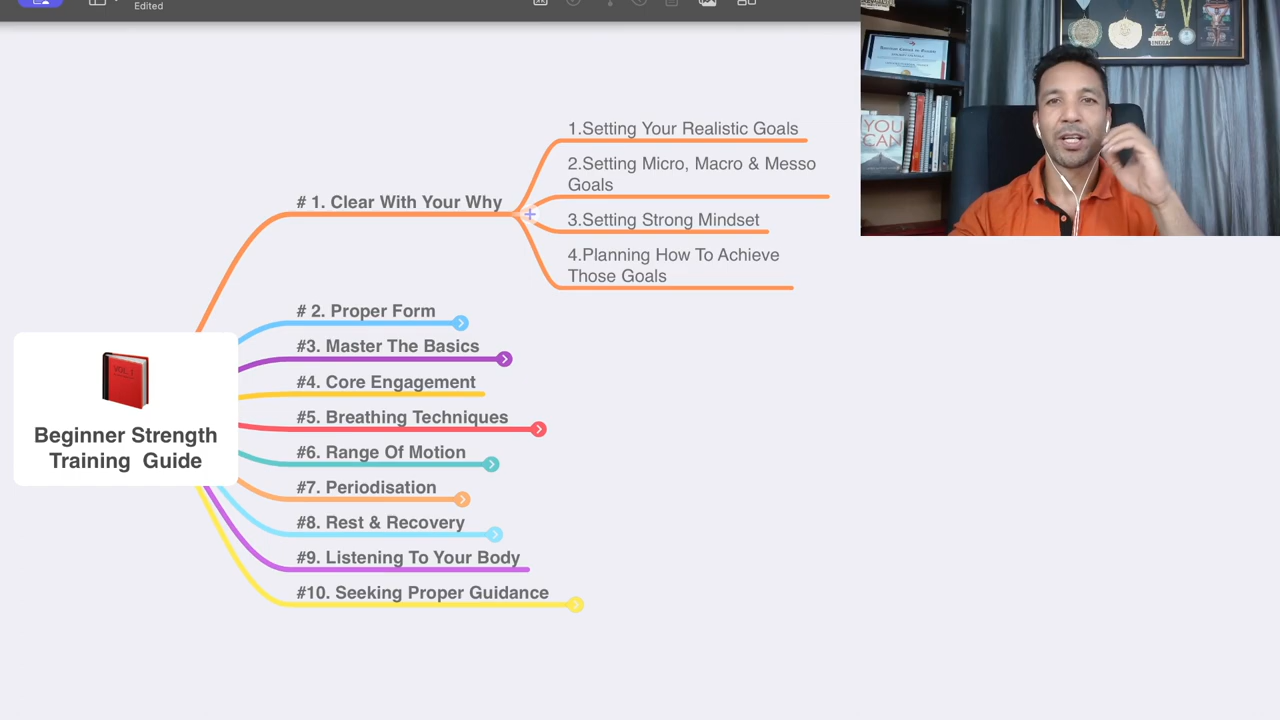 Edited
# 1. Clear With Your Why
1.Setting Your Realistic Goals
2.Setting Micro, Macro & Messo
Goals
3.Setting Strong Mindset
4.Planning How To Achieve
Those Goals
# 2. Proper Form
#3. Master The Basics
#4. Core Engagement
#5. Breathing Techniques
#6. Range Of Motion
#7. Periodisation
#8. Rest & Recovery
#9. Listening To Your Body
#10. Seeking Proper Guidance
VOL. I
Beginner Strength
Training  Guide
YOU
CAN
INDIA